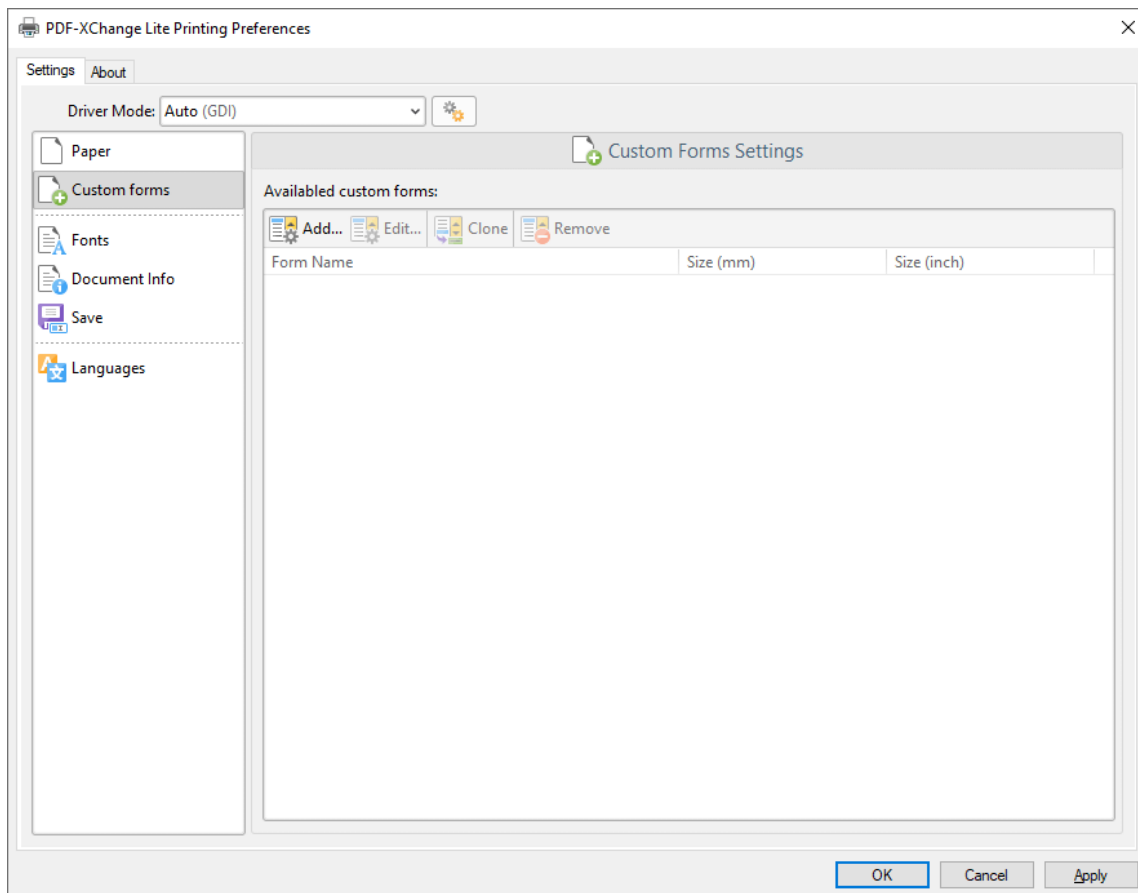 PDF-XChange Lite Printing Preferences
Settings About
Driver Mode: Auto (GDI)
Paper
Custom forms
Fonts
Document Info
Save
Languages
Custom Forms Settings
Availabled custom forms:
Add... Edit... Clone Remove
Form Name Size (mm) Size (inch)
OK Cancel Apply